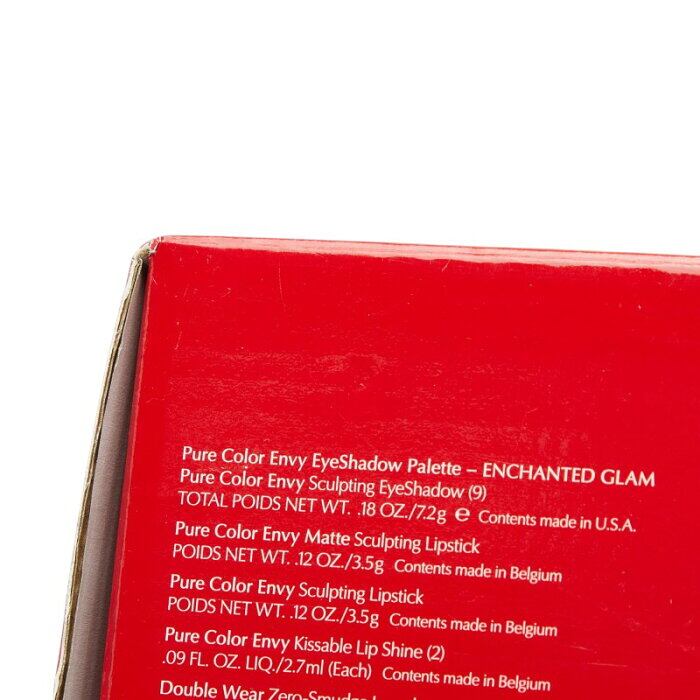 Pure Color Envy EyeShadow Palette – ENCHANTED GLAM
Pure Color Envy Sculpting EyeShadow (9)
TOTAL POIDS NET WT. .18 OZ./7.2g ℮ Contents made in U.S.A.
Pure Color Envy Matte Sculpting Lipstick
POIDS NET WT. .12 OZ./3.5g Contents made in Belgium
Pure Color Envy Sculpting Lipstick
POIDS NET WT. .12 OZ./3.5g Contents made in Belgium
Pure Color Envy Kissable Lip Shine (2)
.09 FL. OZ. LIQ./2.7ml (Each) Contents made in Belgium
Double Wear Zero-Smudge